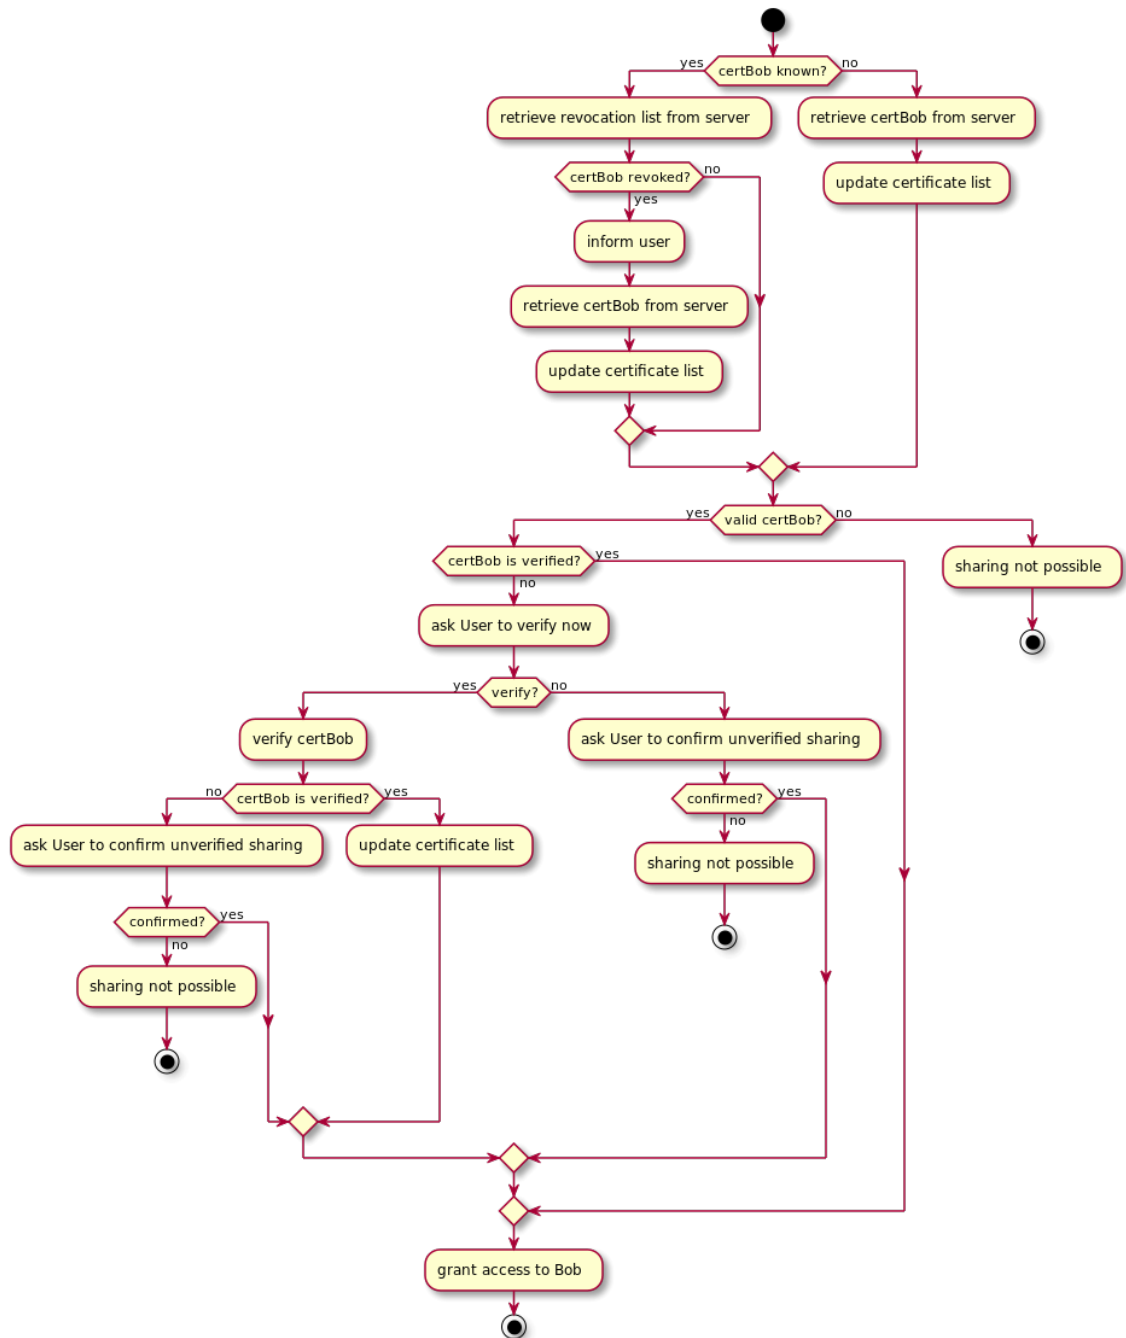 yes
certBob known?
no
retrieve revocation list from server
retrieve certBob from server
certBob revoked?
no
update certificate list
yes
inform user
retrieve certBob from server
update certificate list
yes
valid certBob?
no
certBob is verified?
yes
sharing not possible
no
ask User to verify now
yes
verify?
no
verify certBob
ask User to confirm unverified sharing
no
certBob is verified?
yes
confirmed?
yes
no
ask User to confirm unverified sharing
update certificate list
sharing not possible
confirmed?
yes
no
sharing not possible
grant access to Bob